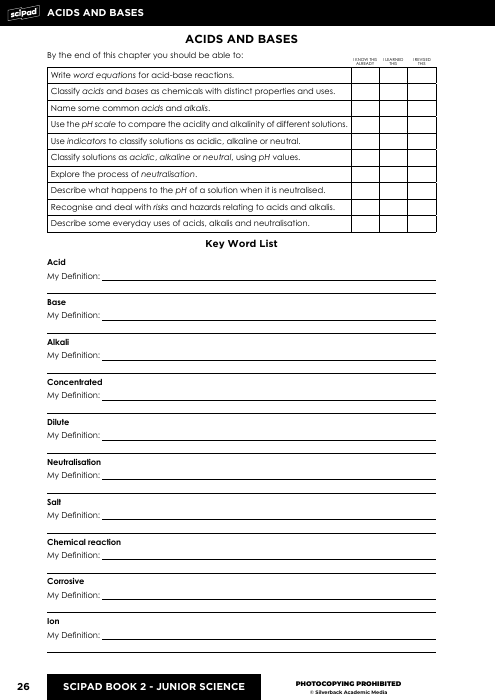 scipad ACIDS AND BASES
ACIDS AND BASES
By the end of this chapter you should be able to:
I KNOW THIS ALREADY
I LEARNED THIS
I REVISED THIS
Write word equations for acid-base reactions.
Classify acids and bases as chemicals with distinct properties and uses.
Name some common acids and alkalis.
Use the pH scale to compare the acidity and alkalinity of different solutions.
Use indicators to classify solutions as acidic, alkaline or neutral.
Classify solutions as acidic, alkaline or neutral, using pH values.
Explore the process of neutralisation.
Describe what happens to the pH of a solution when it is neutralised.
Recognise and deal with risks and hazards relating to acids and alkalis.
Describe some everyday uses of acids, alkalis and neutralisation.
Key Word List
Acid
My Definition:
Base
My Definition:
Alkali
My Definition:
Concentrated
My Definition:
Dilute
My Definition:
Neutralisation
My Definition:
Salt
My Definition:
Chemical reaction
My Definition:
Corrosive
My Definition:
Ion
My Definition:
26 SCIPAD BOOK 2 - JUNIOR SCIENCE
PHOTOCOPYING PROHIBITED
© Silverback Academic Media